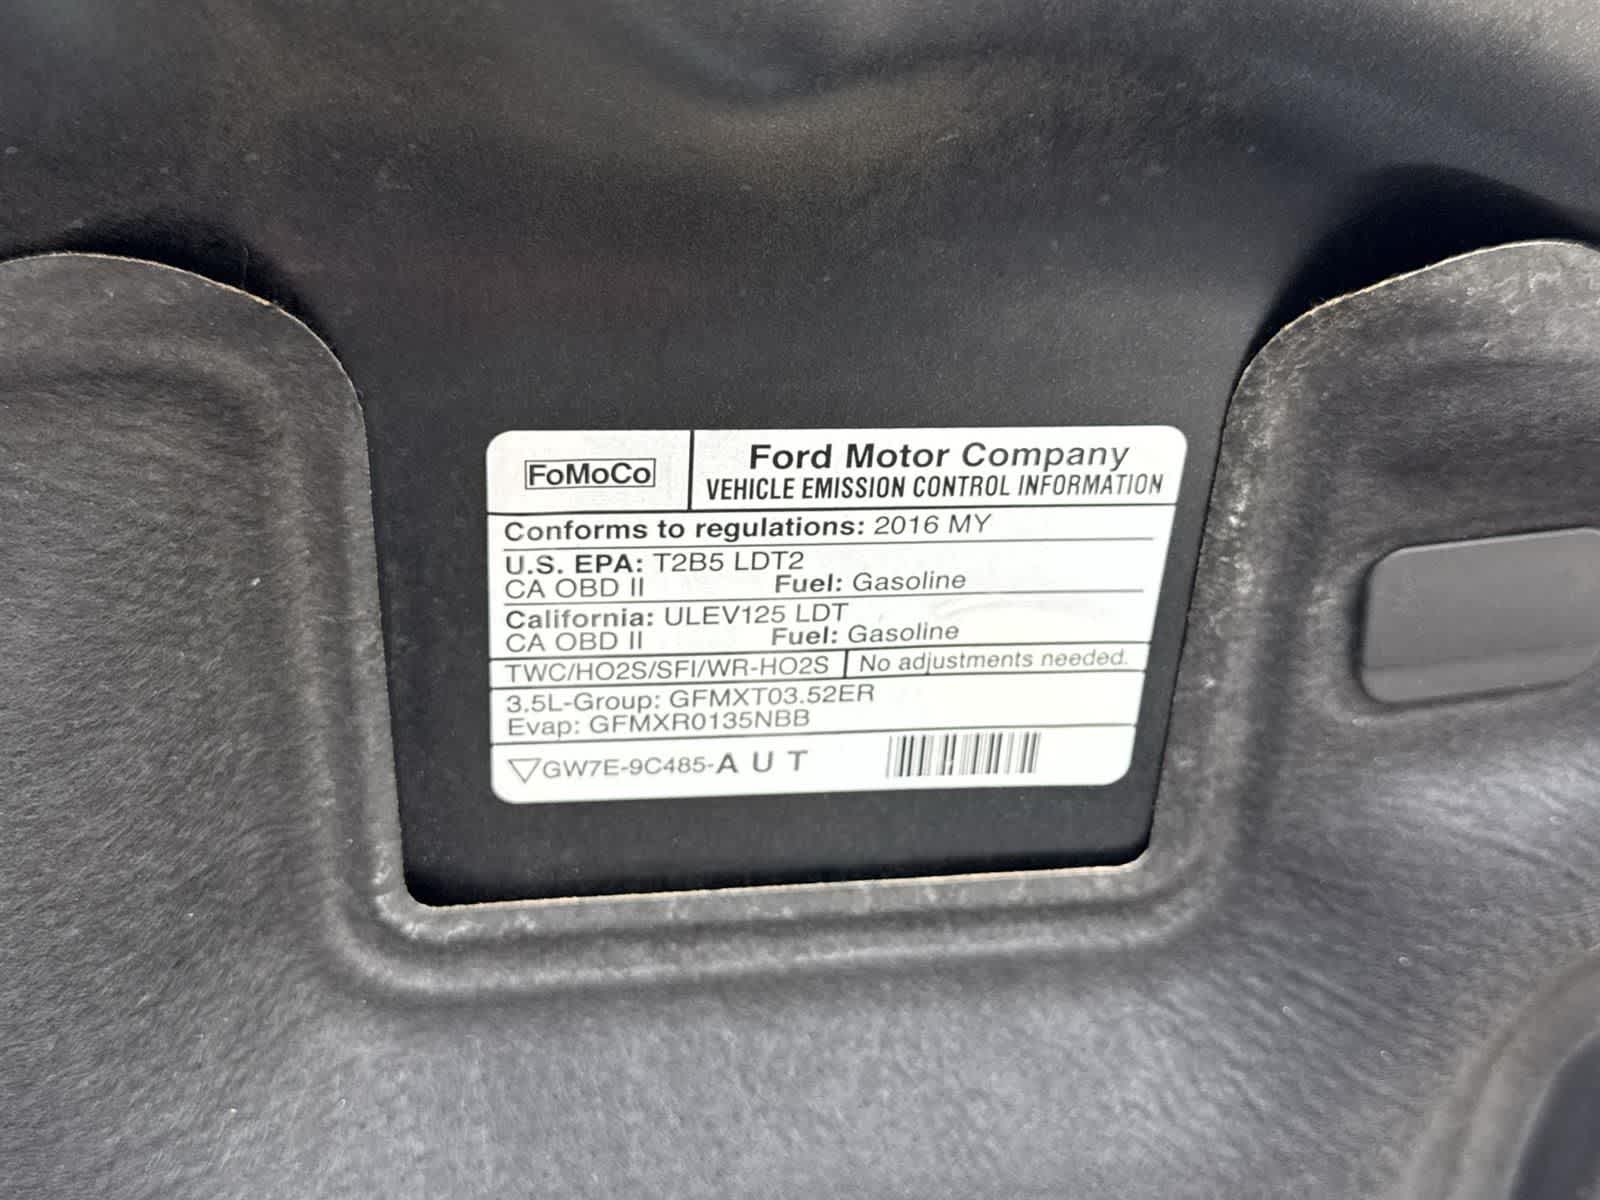 FoMoCo
Ford Motor Company
VEHICLE EMISSION CONTROL INFORMATION
Conforms to regulations: 2016 MY
U.S. EPA: T2B5 LDT2
CA OBD II Fuel: Gasoline
California: ULEV125 LDT
CA OBD II Fuel: Gasoline
TWC/HO2S/SFI/WR-HO2S No adjustments needed.
3.5L-Group: GFMXT03.52ER
Evap: GFMXR0135NBB
GW7E-9C485-A U T